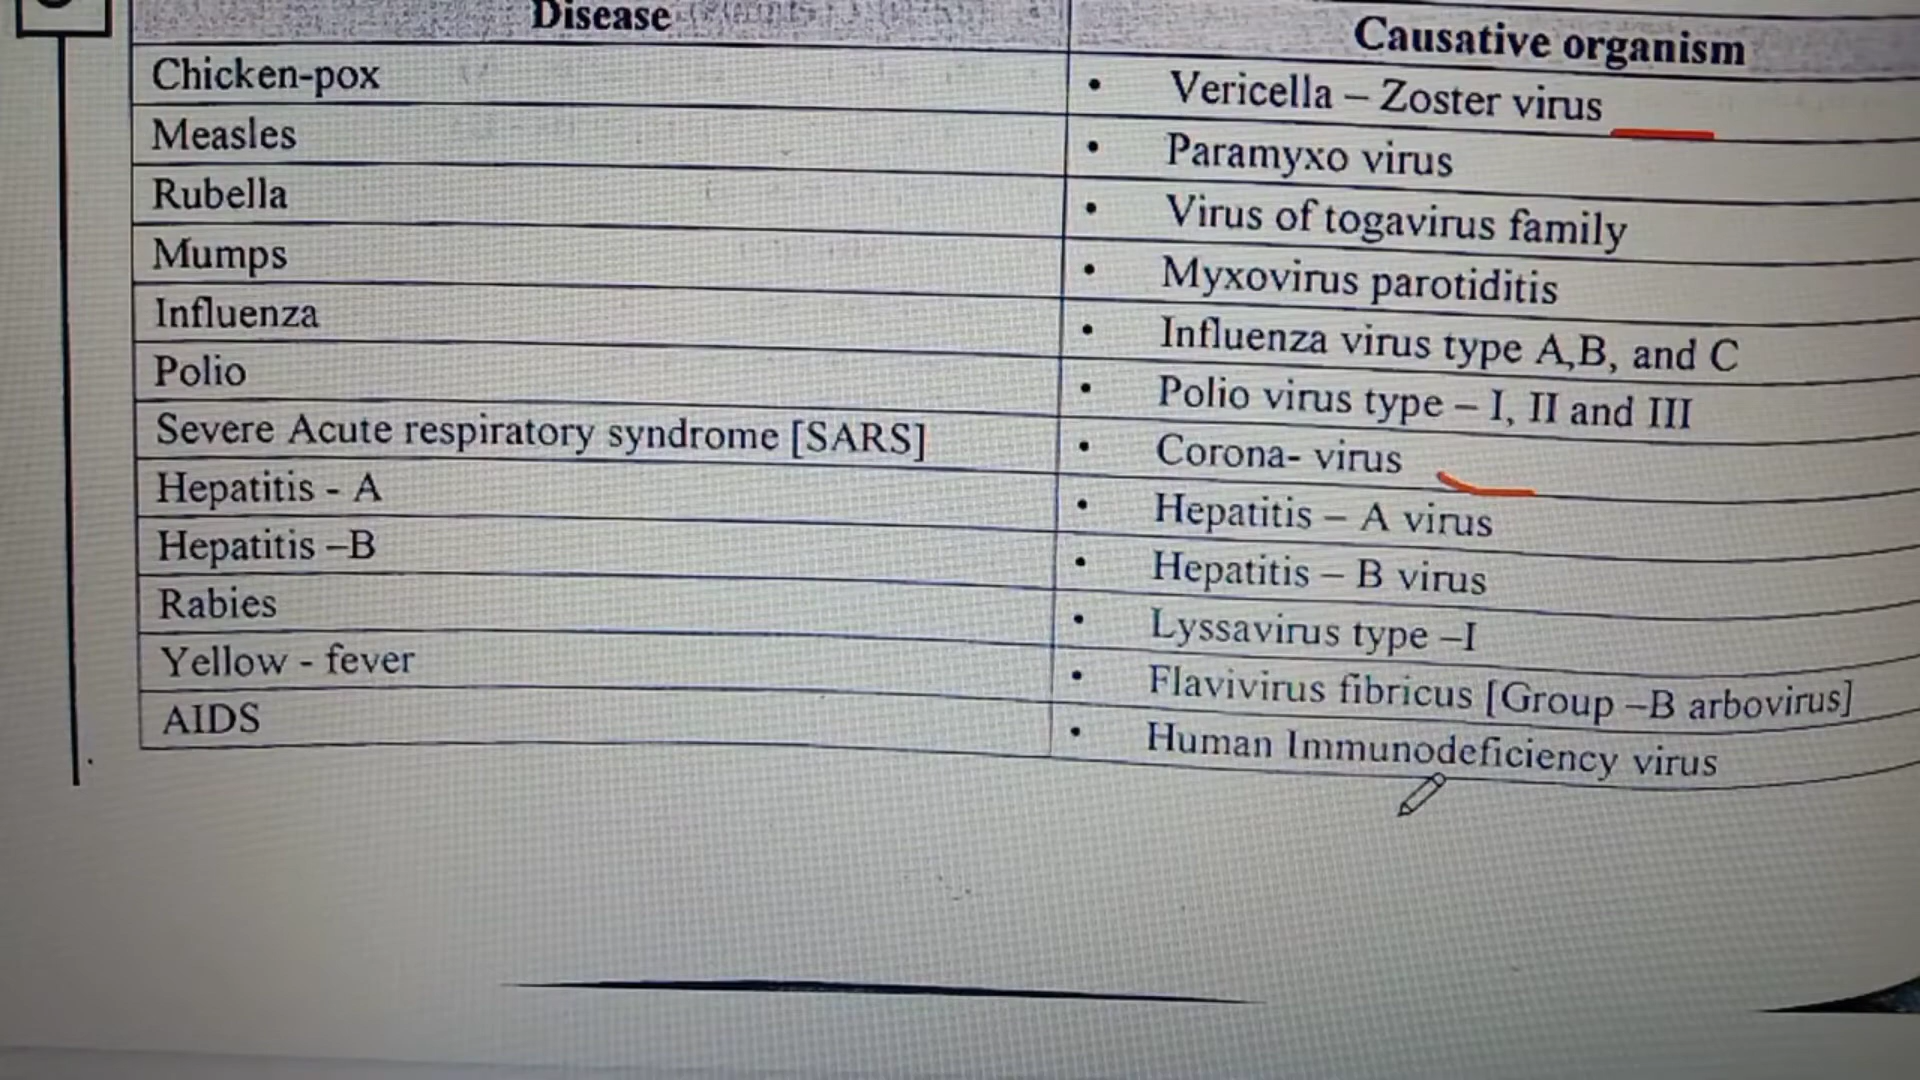 Disease Causative organism
Chicken-pox • Vericella – Zoster virus
Measles • Paramyxo virus
Rubella • Virus of togavirus family
Mumps • Myxovirus parotiditis
Influenza • Influenza virus type A,B, and C
Polio • Polio virus type – I, II and III
Severe Acute respiratory syndrome [SARS] • Corona- virus
Hepatitis - A • Hepatitis – A virus
Hepatitis –B • Hepatitis – B virus
Rabies • Lyssavirus type –I
Yellow - fever • Flavivirus fibricus [Group –B arbovirus]
AIDS • Human Immunodeficiency virus